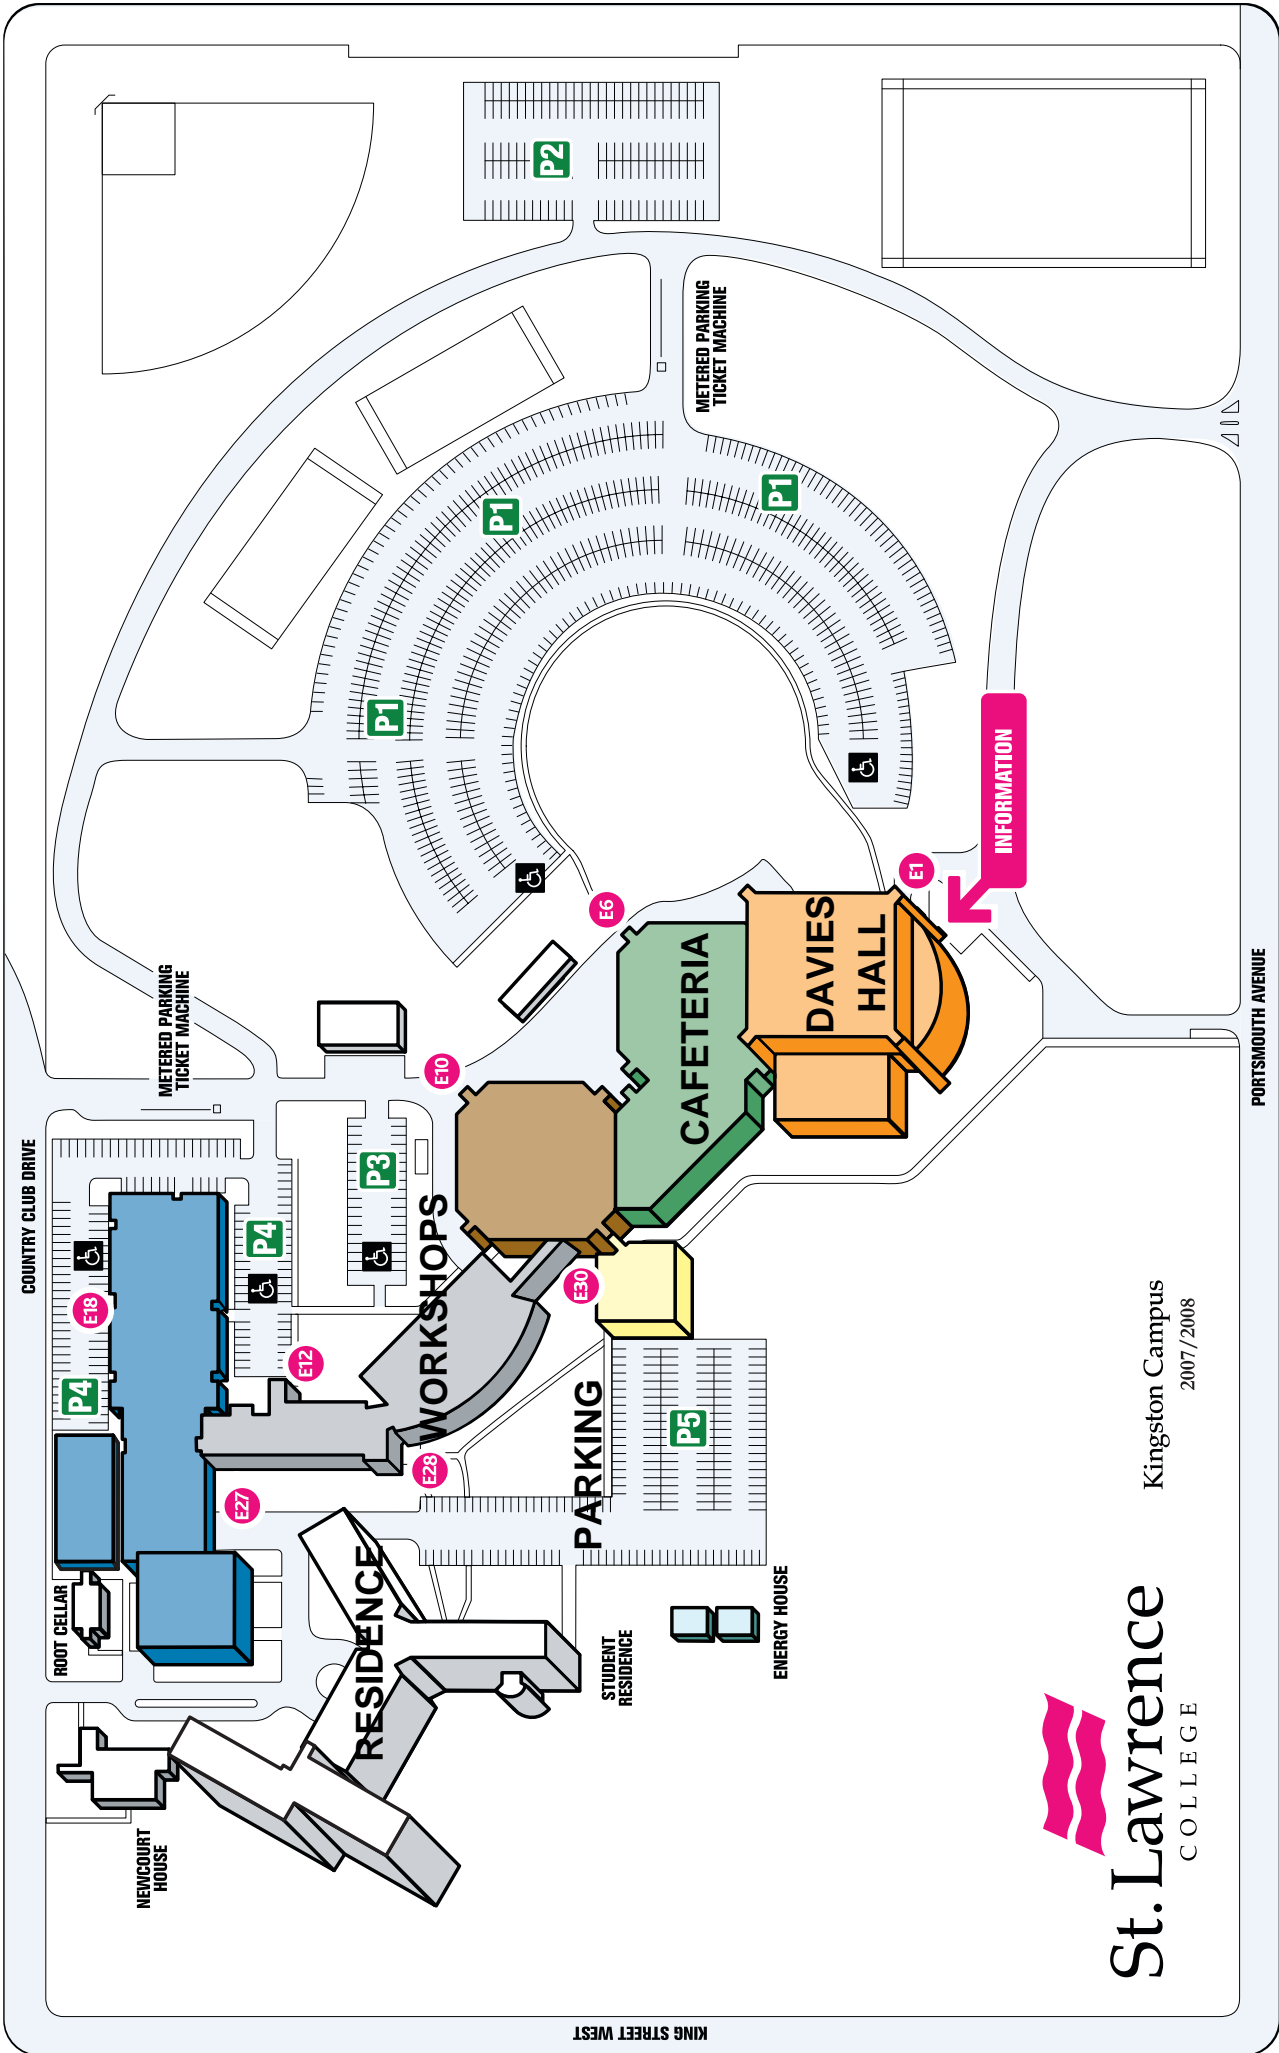 P2
METERED PARKING
TICKET MACHINE
P1
P1
P1
INFORMATION
E1
E6
DAVIES
HALL
CAFETERIA
METERED PARKING
TICKET MACHINE
E10
PORTSMOUTH AVENUE
COUNTRY CLUB DRIVE
P3
P4
WORKSHOPS
E18
E30
E12
P4
PARKING
P5
E28
E27
RESIDENCE
ROOT CELLAR
STUDENT
RESIDENCE
ENERGY HOUSE
NEWCOURT
HOUSE
Kingston Campus
2007/2008
St. Lawrence
COLLEGE
KING STREET WEST